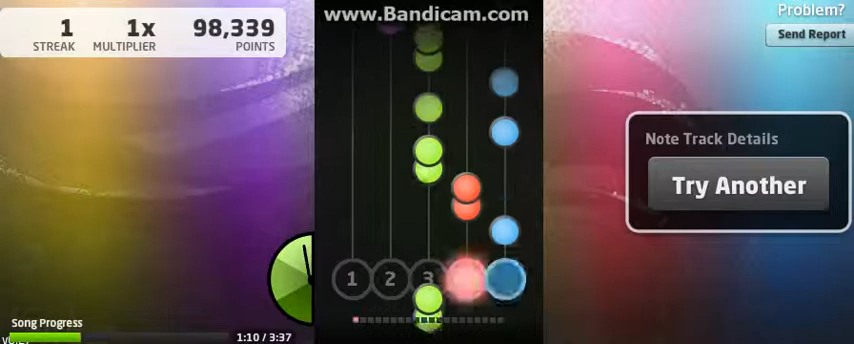 1 1x 98,339
STREAK MULTIPLIER POINTS
www.Bandicam.com
Problem?
Send Report
Note Track Details
Try Another
1 2 3
Song Progress
1:10 / 3:37